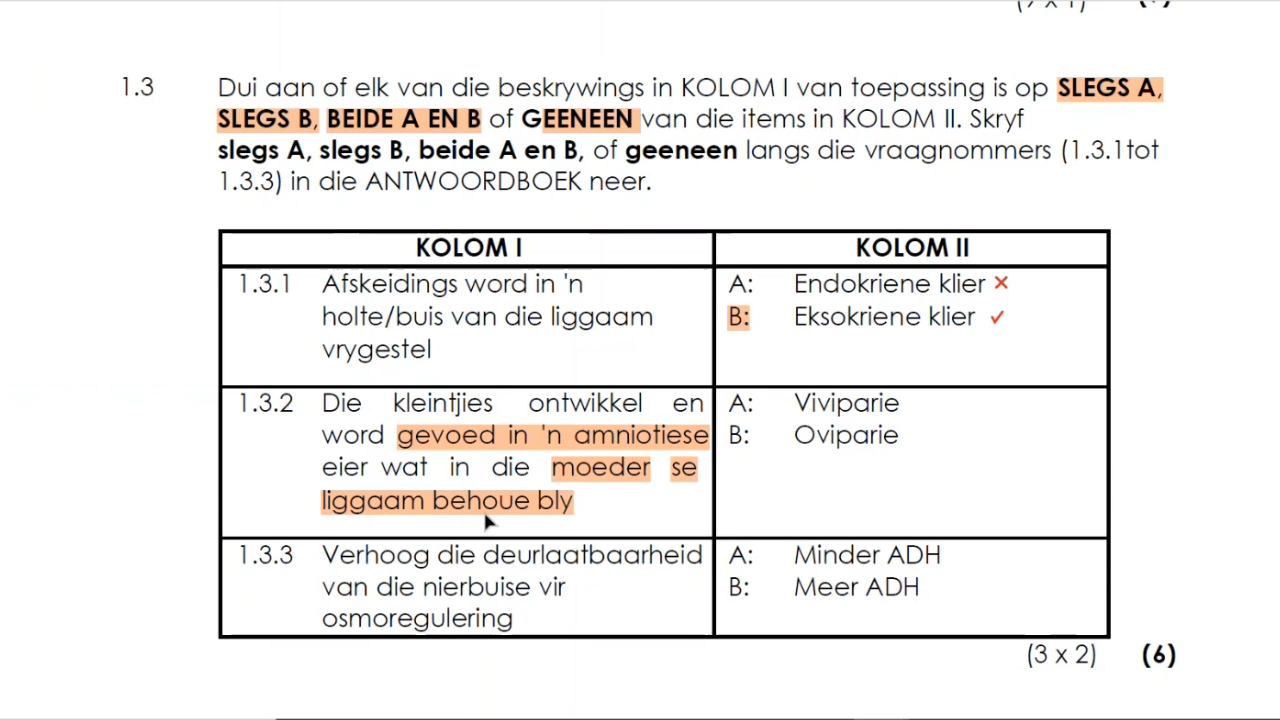 1.3 Dui aan of elk van die beskrywings in KOLOM I van toepassing is op SLEGS A,
SLEGS B, BEIDE A EN B of GEENEEN van die items in KOLOM II. Skryf
slegs A, slegs B, beide A en B, of geeneen langs die vraagnommers (1.3.1tot
1.3.3) in die ANTWOORDBOEK neer.
KOLOM I KOLOM II
1.3.1 Afskeidings word in 'n A: Endokriene klier ✕
holte/buis van die liggaam B: Eksokriene klier ✓
vrygestel
1.3.2 Die kleintjies ontwikkel en A: Viviparie
word gevoed in 'n amniotiese B: Oviparie
eier wat in die moeder se
liggaam behoue bly
1.3.3 Verhoog die deurlaatbaarheid A: Minder ADH
van die nierbuise vir B: Meer ADH
osmoregulering
(3 x 2) (6)